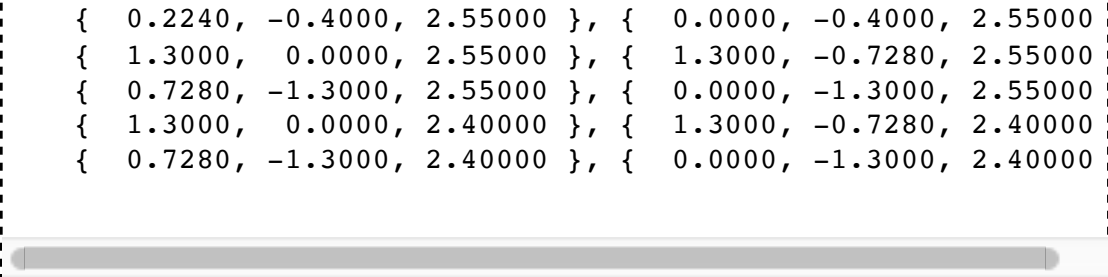 { 0.2240, -0.4000, 2.55000 }, { 0.0000, -0.4000, 2.55000
{ 1.3000, 0.0000, 2.55000 }, { 1.3000, -0.7280, 2.55000
{ 0.7280, -1.3000, 2.55000 }, { 0.0000, -1.3000, 2.55000
{ 1.3000, 0.0000, 2.40000 }, { 1.3000, -0.7280, 2.40000
{ 0.7280, -1.3000, 2.40000 }, { 0.0000, -1.3000, 2.40000